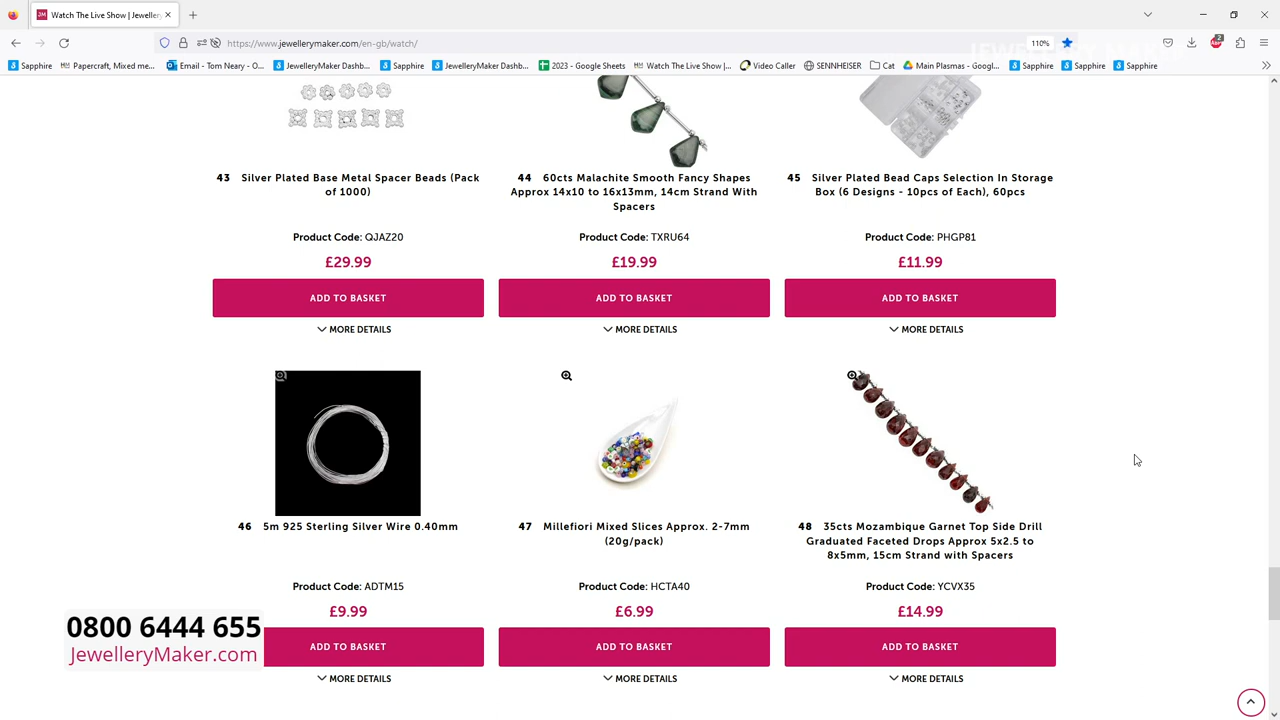 Watch The Live Show | Jeweller
https://www.jewellerymaker.com/en-gb/watch/
110%
2
Sapphire
Papercraft, Mixed me...
Email - Tom Neary - O...
JewelleryMaker Dashb...
Sapphire
JewelleryMaker Dashb...
2023 - Google Sheets
Watch The Live Show |...
Video Caller
SENNHEISER
Cat
Main Plasmas - Googl...
Sapphire
Sapphire
Sapphire
43 Silver Plated Base Metal Spacer Beads (Pack
of 1000)
Product Code: QJAZ20
£29.99
ADD TO BASKET
MORE DETAILS
44 60cts Malachite Smooth Fancy Shapes
Approx 14x10 to 16x13mm, 14cm Strand With
Spacers
Product Code: TXRU64
£19.99
ADD TO BASKET
MORE DETAILS
45 Silver Plated Bead Caps Selection In Storage
Box (6 Designs - 10pcs of Each), 60pcs
Product Code: PHGP81
£11.99
ADD TO BASKET
MORE DETAILS
46 5m 925 Sterling Silver Wire 0.40mm
Product Code: ADTM15
£9.99
ADD TO BASKET
MORE DETAILS
47 Millefiori Mixed Slices Approx. 2-7mm
(20g/pack)
Product Code: HCTA40
£6.99
ADD TO BASKET
MORE DETAILS
48 35cts Mozambique Garnet Top Side Drill
Graduated Faceted Drops Approx 5x2.5 to
8x5mm, 15cm Strand with Spacers
Product Code: YCVX35
£14.99
ADD TO BASKET
MORE DETAILS
0800 6444 655
JewelleryMaker.com